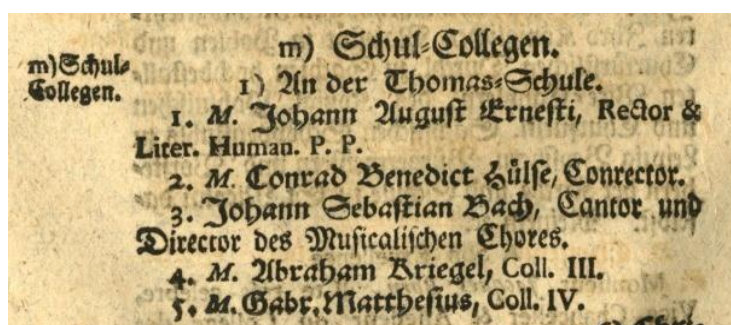 m) Schul-Collegen.
m) Schul-
Collegen.
1) An der Thomas-Schule.
1. M. Johann August Ernesti, Rector &
Liter. Human. P. P.
2. M. Conrad Benedict Hülse, Conrector.
3. Johann Sebastian Bach, Cantor und
Director des Musicalischen Chores.
4. M. Abraham Kriegel, Coll. III.
5. M. Gabr. Matthesius, Coll. IV.